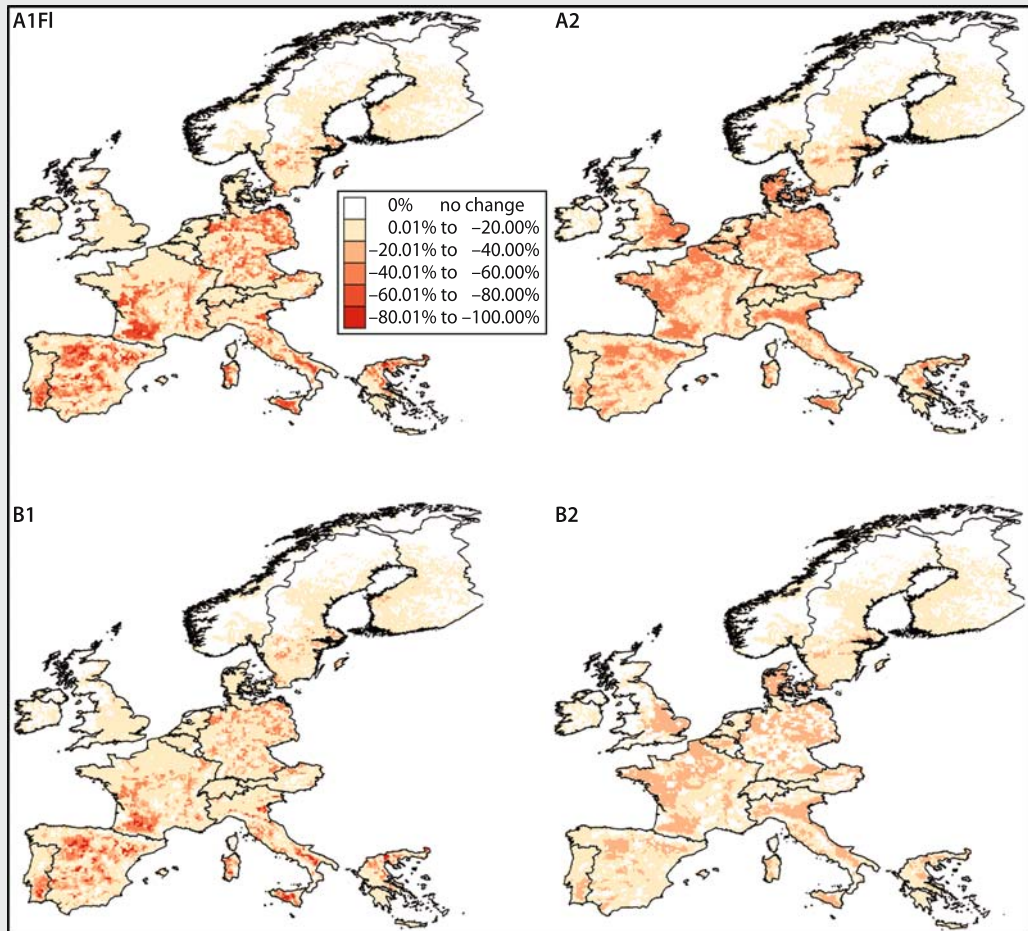 A1Fl
A2
0% no change
0.01% to –20.00%
–20.01% to –40.00%
–40.01% to –60.00%
–60.01% to –80.00%
–80.01% to –100.00%
B1
B2